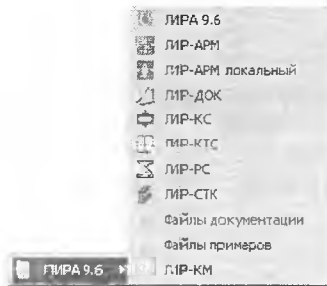 ЛИРА 9.6
ЛИР-АРМ
ЛИР-АРМ локальный
ЛИР-ДОК
ЛИР-КС
ЛИР-КТС
ЛИР-РС
ЛИР-СТК
Файлы документации
Файлы примеров
ЛИРА 9.6
ЛИР-КМ